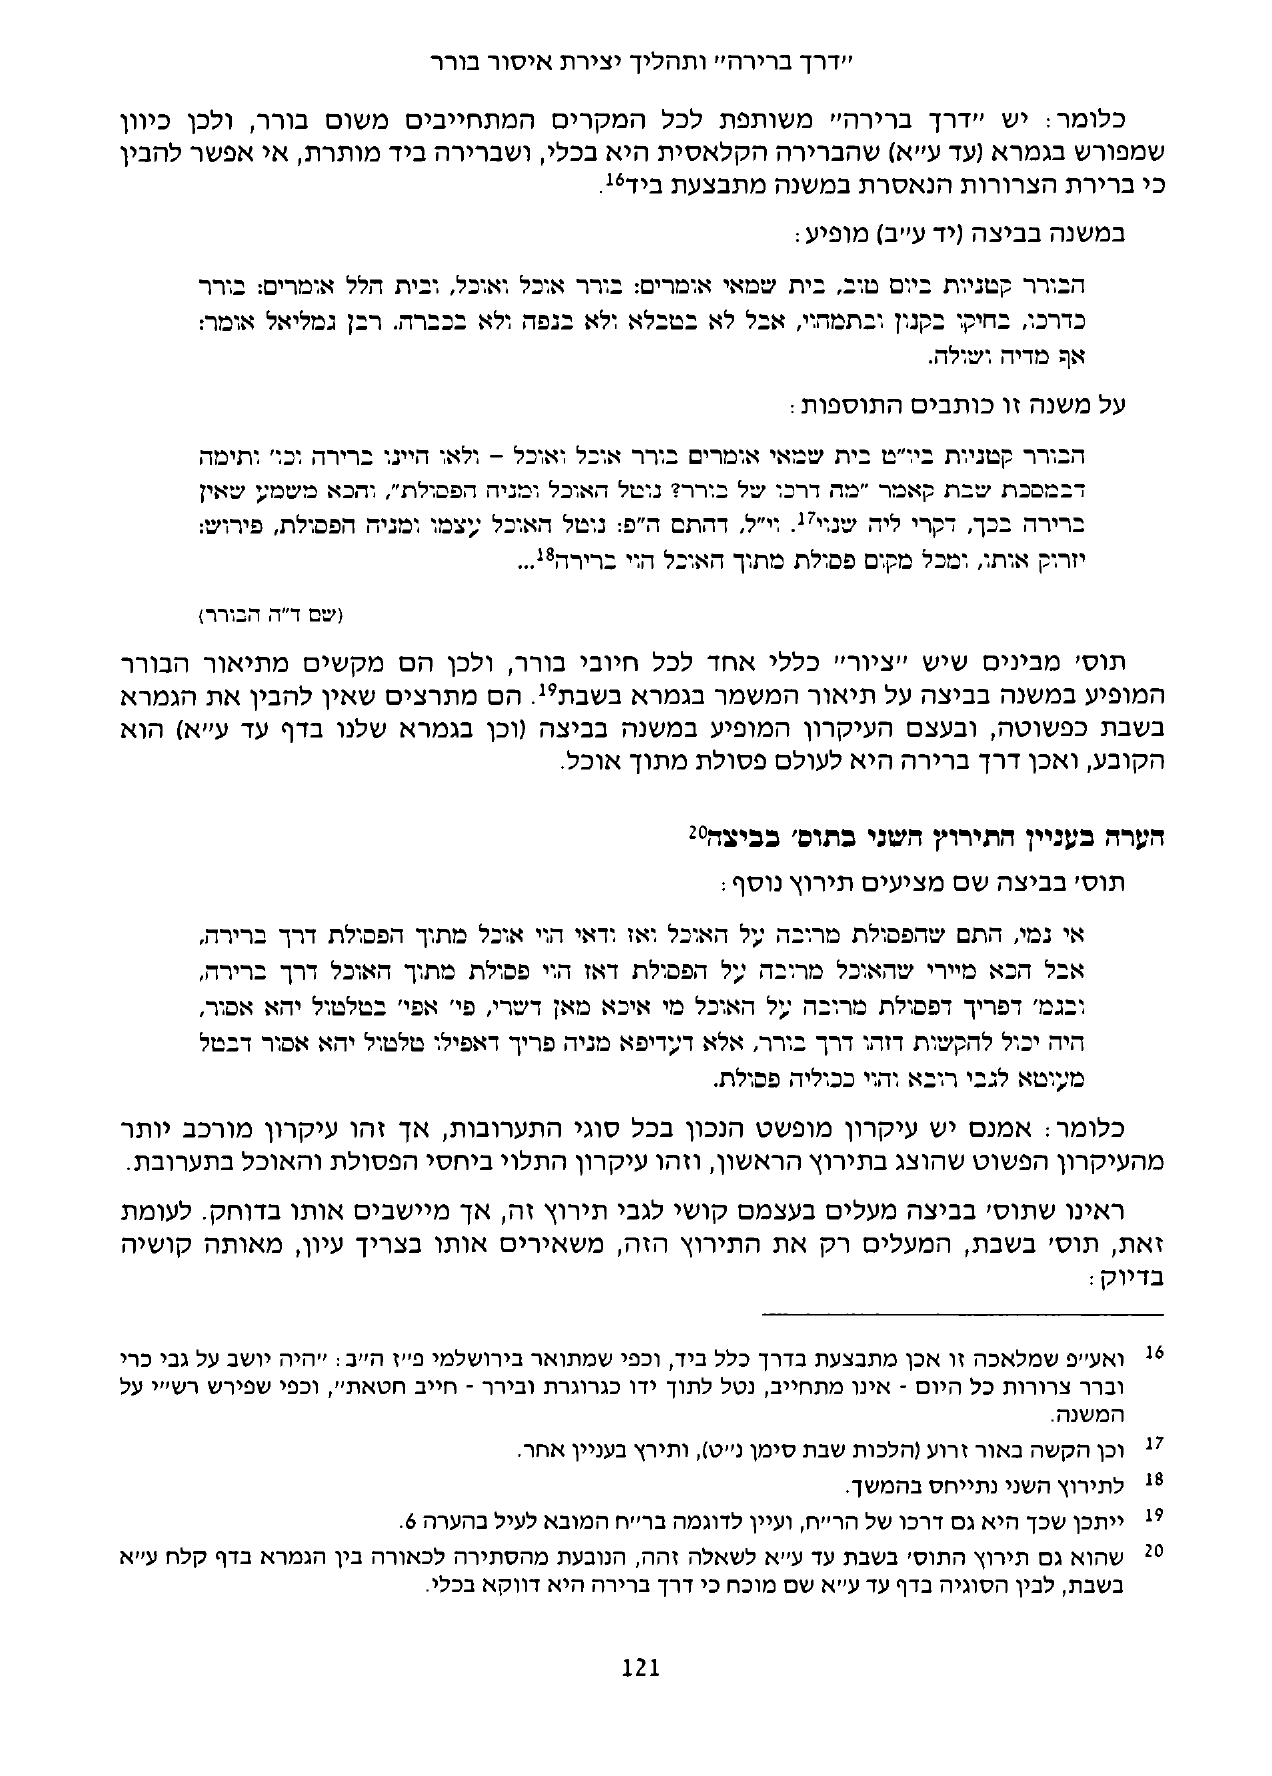 "דרך ברירה" ותהליך יצירת איסור בורר
כלומר: יש "דרך ברירה" משותפת לכל המקרים המתחייבים משום בורר, ולכן כיוון
שמפורש בגמרא (עד ע"א) שהברירה הקלאסית היא בכלי, ושברירה ביד מותרת, אי אפשר להבין
כי ברירת הצרורות הנאסרת במשנה מתבצעת ביד16.
במשנה בביצה (יד ע"ב) מופיע:
הבורר קטניות ביום טוב, בית שמאי אומרים: בורר אוכל ואוכל, ובית הלל אומרים: בורר
כדרכו, בחיקו בקנון ובתמחוי, אבל לא בטבלא ולא בנפה ולא בכברה. רבן גמליאל אומר:
אף מדיח ושולה.
על משנה זו כותבים התוספות:
הבורר קטניות ביו"ט בית שמאי אומרים בורר אוכל ואוכל – ולאו היינו ברירה וכו' ותימה
דבמסכת שבת קאמר "מה דרכו של בורר? נוטל האוכל ומניח הפסולת", והכא משמע שאין
ברירה בכך, דקרי ליה שנוי17. וי"ל, דהתם ה"פ: נוטל האוכל עצמו ומניח הפסולת, פירוש:
יזרוק אותו, ומכל מקום פסולת מתוך האוכל הוי ברירה18...
(שם ד"ה הבורר)
תוס' מבינים שיש "ציור" כללי אחד לכל חיובי בורר, ולכן הם מקשים מתיאור הבורר
המופיע במשנה בביצה על תיאור המשמר בגמרא בשבת19. הם מתרצים שאין להבין את הגמרא
בשבת כפשוטה, ובעצם העיקרון המופיע במשנה בביצה (וכן בגמרא שלנו בדף עד ע"א) הוא
הקובע, ואכן דרך ברירה היא לעולם פסולת מתוך אוכל.
הערה בעניין התירוץ השני בתוס' בביצה20
תוס' בביצה שם מציעים תירוץ נוסף:
אי נמי, התם שהפסולת מרובה על האוכל ואז ודאי הוי אוכל מתוך הפסולת דרך ברירה,
אבל הכא מיירי שהאוכל מרובה על הפסולת דאז הוי פסולת מתוך האוכל דרך ברירה,
ובגמ' דפריך דפסולת מרובה על האוכל מי איכא מאן דשרי, פי' אפי' בטלטול יהא אסור,
היה יכול להקשות דזהו דרך בורר, אלא דעדיפא מניה פריך דאפילו טלטול יהא אסור דבטל
מעוטא לגבי רובא והוי ככוליה פסולת.
כלומר: אמנם יש עיקרון מופשט הנכון בכל סוגי התערובות, אך זהו עיקרון מורכב יותר
מהעיקרון הפשוט שהוצג בתירוץ הראשון, וזהו עיקרון התלוי ביחסי הפסולת והאוכל בתערובת.
ראינו שתוס' בביצה מעלים בעצמם קושי לגבי תירוץ זה, אך מיישבים אותו בדוחק. לעומת
זאת, תוס' בשבת, המעלים רק את התירוץ הזה, משאירים אותו בצריך עיון, מאותה קושיה
בדיוק:
16 ואע"פ שמלאכה זו אכן מתבצעת בדרך כלל ביד, וכפי שמתואר בירושלמי פ"ז ה"ב: "היה יושב על גבי כרי
וברר צרורות כל היום - אינו מתחייב, נטל לתוך ידו כגרוגרת ובירר - חייב חטאת", וכפי שפירש רש"י על
המשנה.
17 וכן הקשה באור זרוע (הלכות שבת סימן נ"ט), ותירץ בעניין אחר.
18 לתירוץ השני נתייחס בהמשך.
19 ייתכן שכך היא גם דרכו של הר"ח, ועיין לדוגמה בר"ח המובא לעיל בהערה 6.
20 שהוא גם תירוץ התוס' בשבת עד ע"א לשאלה זהה, הנובעת מהסתירה לכאורה בין הגמרא בדף קלח ע"א
בשבת, לבין הסוגיה בדף עד ע"א שם מוכח כי דרך ברירה היא דווקא בכלי.
121